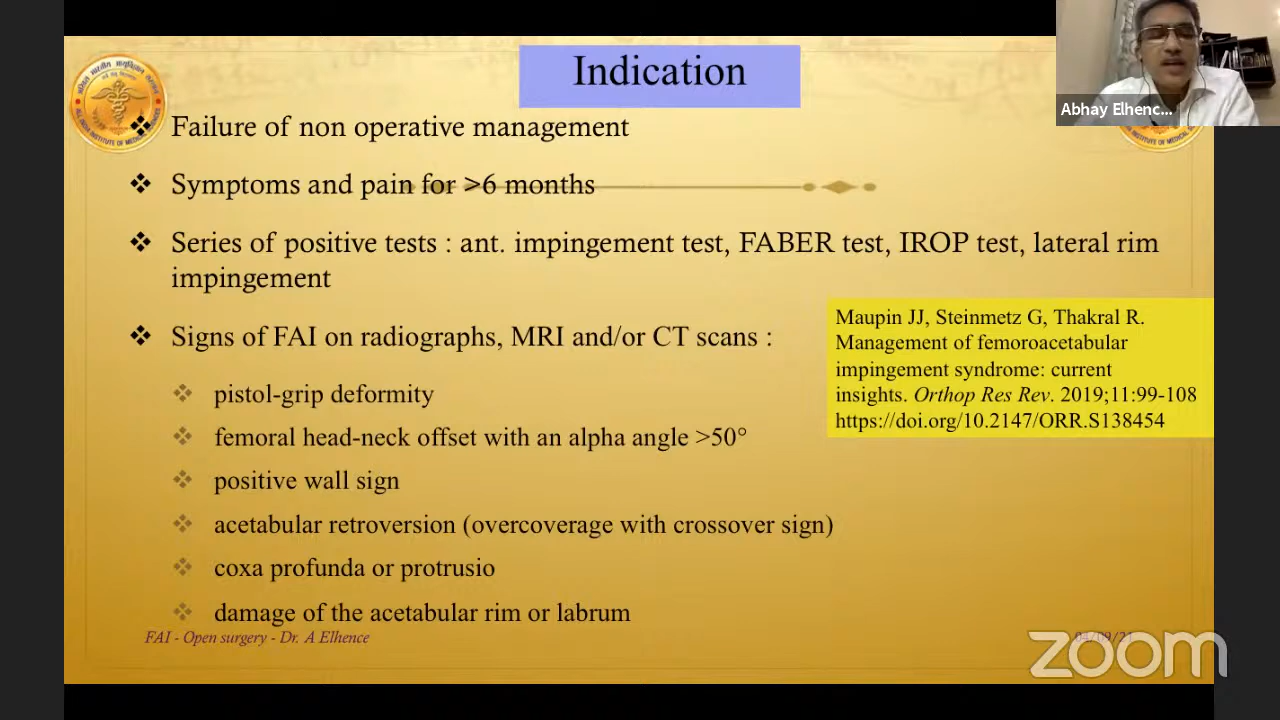 Indication
Abhay Elhenc...
Failure of non operative management
Symptoms and pain for >6 months
Series of positive tests : ant. impingement test, FABER test, IROP test, lateral rim
impingement
Signs of FAI on radiographs, MRI and/or CT scans :
Maupin JJ, Steinmetz G, Thakral R.
Management of femoroacetabular
impingement syndrome: current
insights. Orthop Res Rev. 2019;11:99-108
https://doi.org/10.2147/ORR.S138454
pistol-grip deformity
femoral head-neck offset with an alpha angle >50°
positive wall sign
acetabular retroversion (overcoverage with crossover sign)
coxa profunda or protrusio
damage of the acetabular rim or labrum
FAI - Open surgery - Dr. A Elhence
zoom